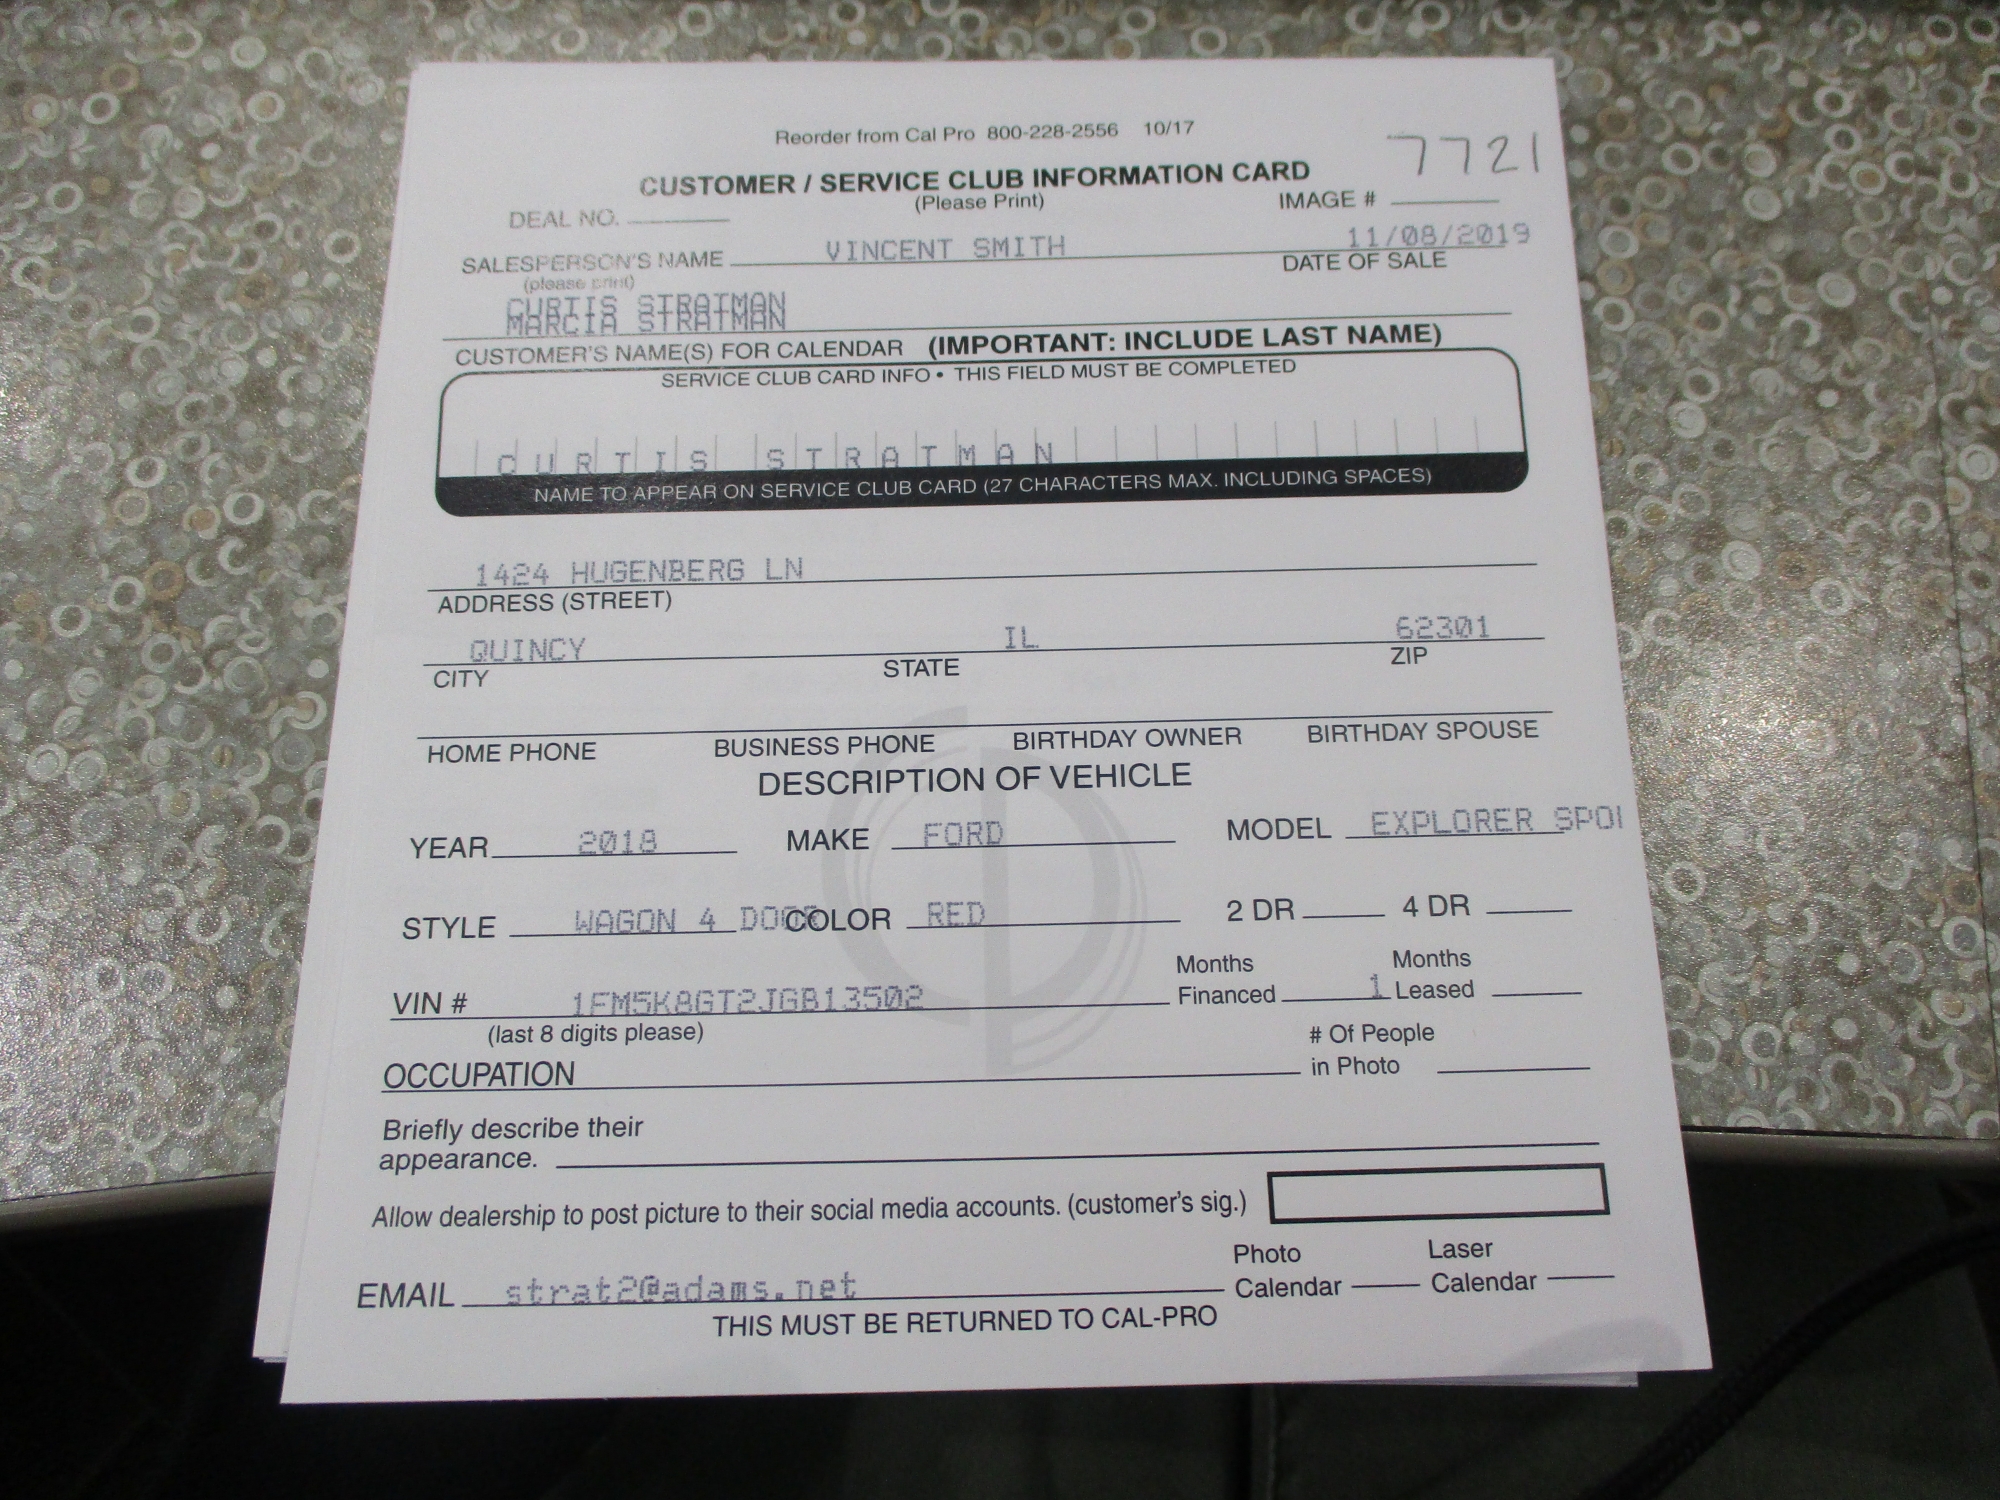 Reorder from Cal Pro 800-228-2556 10/17
7721
CUSTOMER / SERVICE CLUB INFORMATION CARD
(Please Print)
DEAL NO.
IMAGE #
SALESPERSON'S NAME VINCENT SMITH 11/08/2019
(please print)
DATE OF SALE
CURTIS STRATMAN
MARCIA STRATMAN
CUSTOMER'S NAME(S) FOR CALENDAR (IMPORTANT: INCLUDE LAST NAME)
SERVICE CLUB CARD INFO • THIS FIELD MUST BE COMPLETED
CURTIS STRATMAN
NAME TO APPEAR ON SERVICE CLUB CARD (27 CHARACTERS MAX. INCLUDING SPACES)
1424 HUGENBERG LN
ADDRESS (STREET)
QUINCY IL 62301
CITY STATE ZIP
HOME PHONE BUSINESS PHONE BIRTHDAY OWNER BIRTHDAY SPOUSE
DESCRIPTION OF VEHICLE
YEAR 2018 MAKE FORD MODEL EXPLORER SPOR
STYLE WAGON 4 DOOR COLOR RED 2 DR 4 DR
Months Months
VIN # 1FM5K8GT2JGB13502 Financed 1 Leased
(last 8 digits please)
# Of People
OCCUPATION in Photo
Briefly describe their
appearance.
Allow dealership to post picture to their social media accounts. (customer's sig.)
Photo Laser
EMAIL strat2@adams.net Calendar Calendar
THIS MUST BE RETURNED TO CAL-PRO